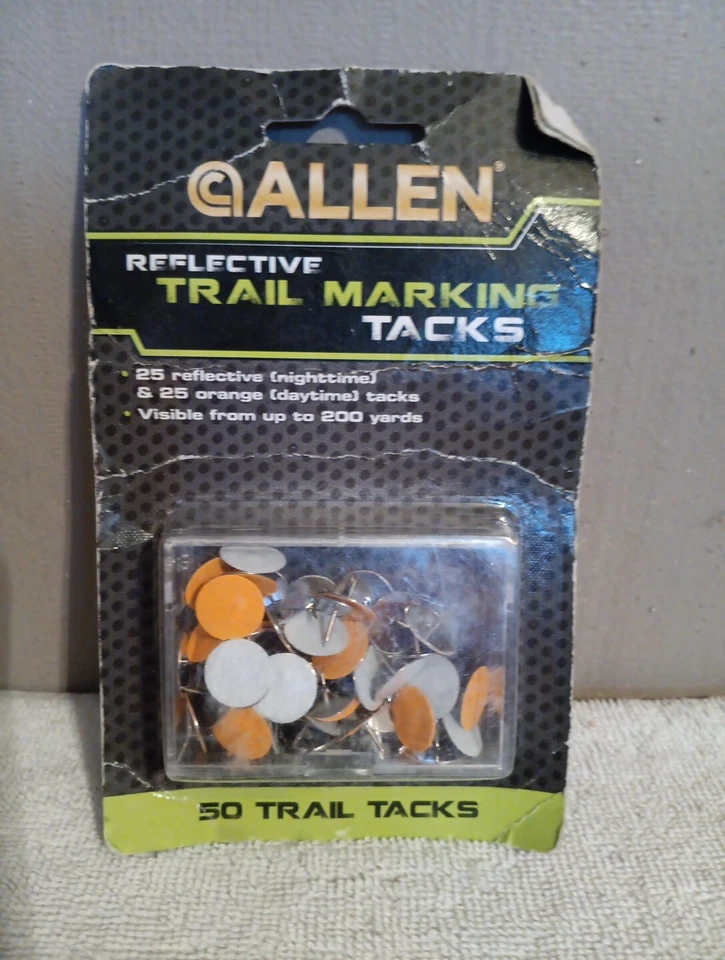 ALLEN®
REFLECTIVE
TRAIL MARKING
TACKS
• 25 reflective (nighttime)
& 25 orange (daytime) tacks
• Visible from up to 200 yards
50 TRAIL TACKS